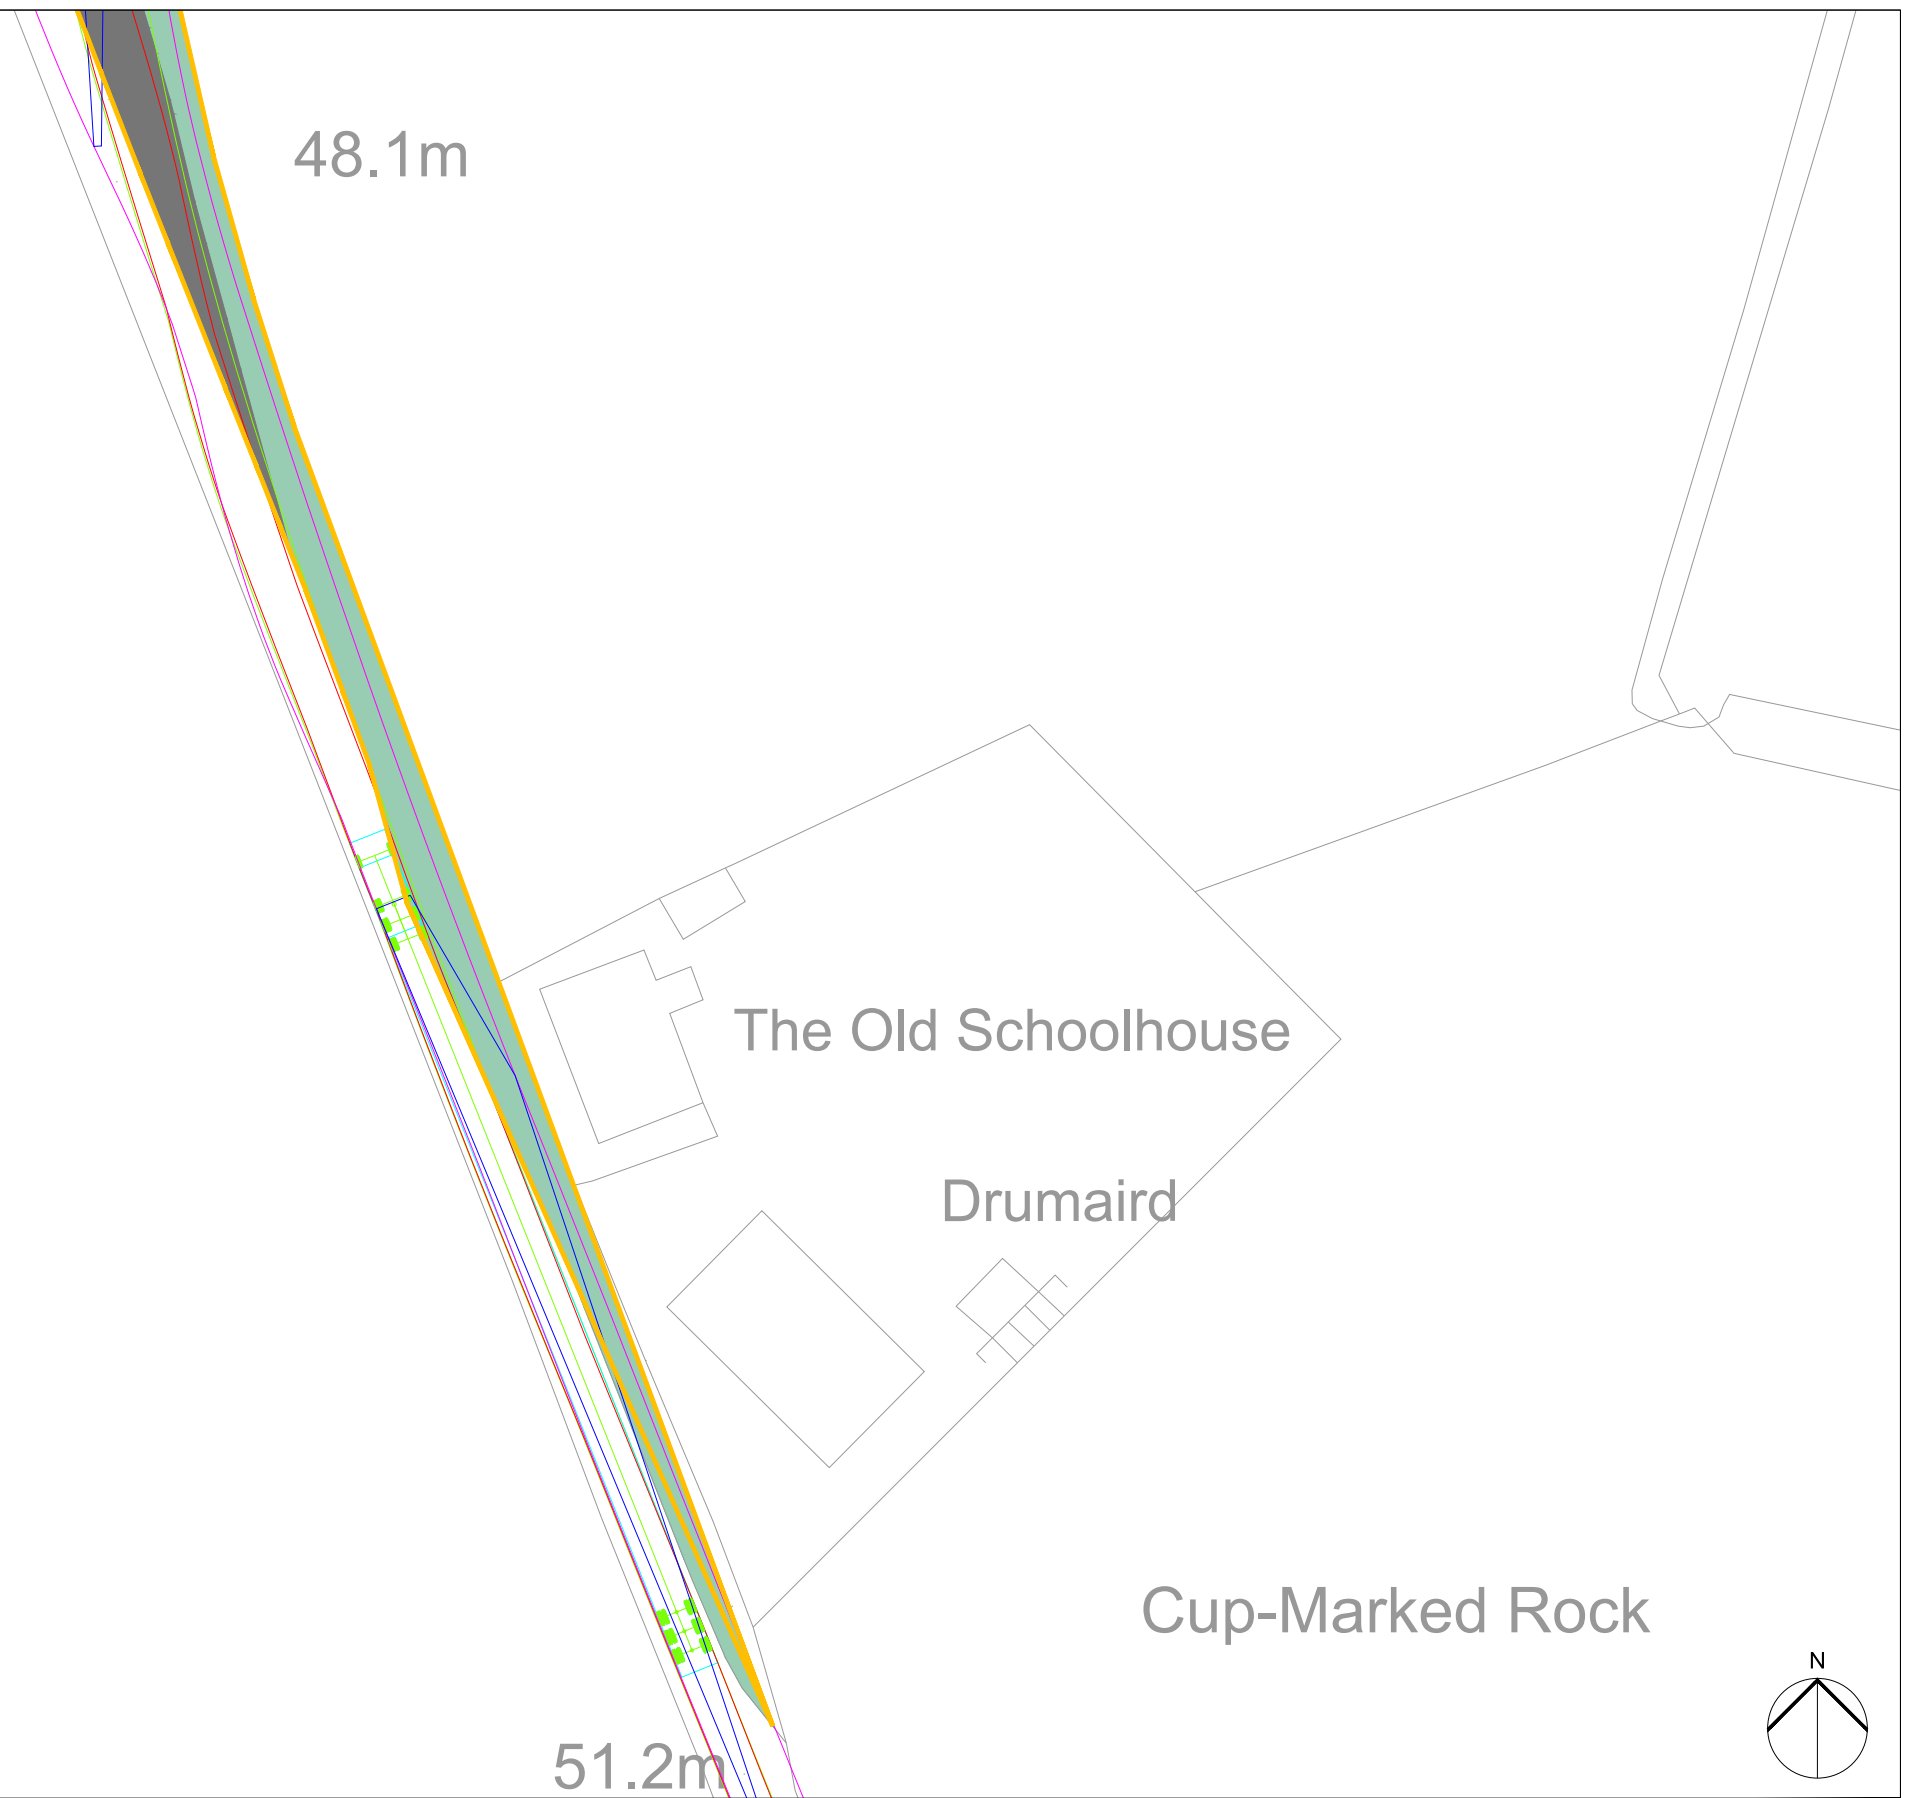 48.1m
The Old Schoolhouse
Drumaird
Cup-Marked Rock
N
51.2m